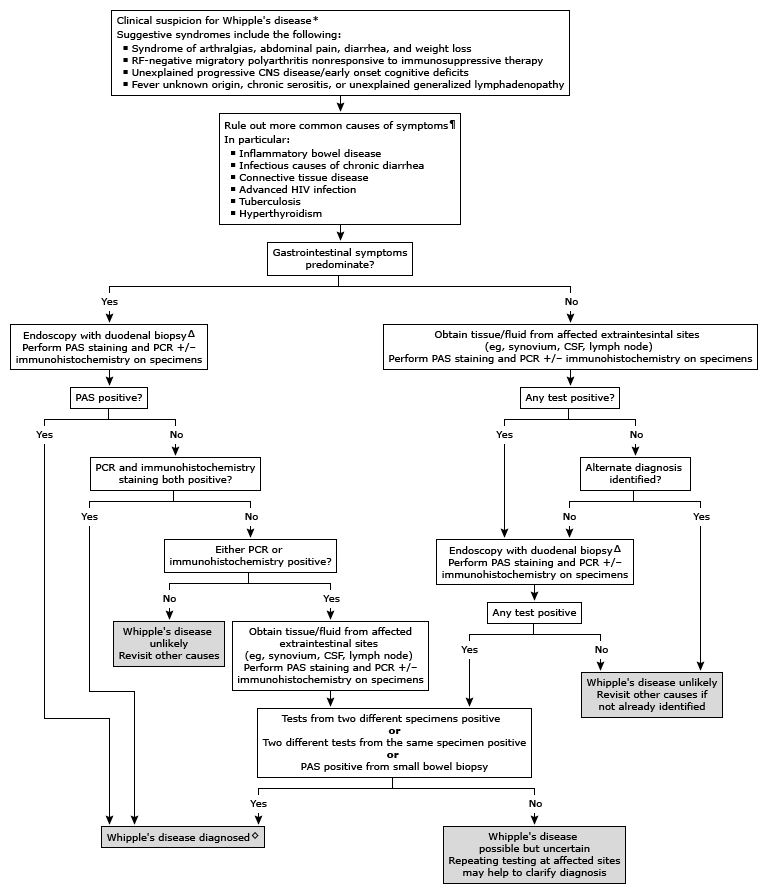 Clinical suspicion for Whipple's disease*
Suggestive syndromes include the following:
▪ Syndrome of arthralgias, abdominal pain, diarrhea, and weight loss
▪ RF-negative migratory polyarthritis nonresponsive to immunosuppressive therapy
▪ Unexplained progressive CNS disease/early onset cognitive deficits
▪ Fever unknown origin, chronic serositis, or unexplained generalized lymphadenopathy
Rule out more common causes of symptoms¶
In particular:
▪ Inflammatory bowel disease
▪ Infectious causes of chronic diarrhea
▪ Connective tissue disease
▪ Advanced HIV infection
▪ Tuberculosis
▪ Hyperthyroidism
Gastrointestinal symptoms
predominate?
Yes
No
Endoscopy with duodenal biopsyΔ
Perform PAS staining and PCR +/–
immunohistochemistry on specimens
Obtain tissue/fluid from affected extraintesintal sites
(eg, synovium, CSF, lymph node)
Perform PAS staining and PCR +/– immunohistochemistry on specimens
PAS positive?
Any test positive?
Yes
No
Yes
No
PCR and immunohistochemistry
staining both positive?
Alternate diagnosis
identified?
Yes
No
No
Yes
Either PCR or
immunohistochemistry positive?
Endoscopy with duodenal biopsyΔ
Perform PAS staining and PCR +/–
immunohistochemistry on specimens
No
Yes
Any test positive
Whipple's disease
unlikely
Revisit other causes
Obtain tissue/fluid from affected
extraintestinal sites
(eg, synovium, CSF, lymph node)
Perform PAS staining and PCR +/–
immunohistochemistry on specimens
Yes
No
Whipple's disease unlikely
Revisit other causes if
not already identified
Tests from two different specimens positive
or
Two different tests from the same specimen positive
or
PAS positive from small bowel biopsy
Yes
No
Whipple's disease diagnosed◊
Whipple's disease
possible but uncertain
Repeating testing at affected sites
may help to clarify diagnosis